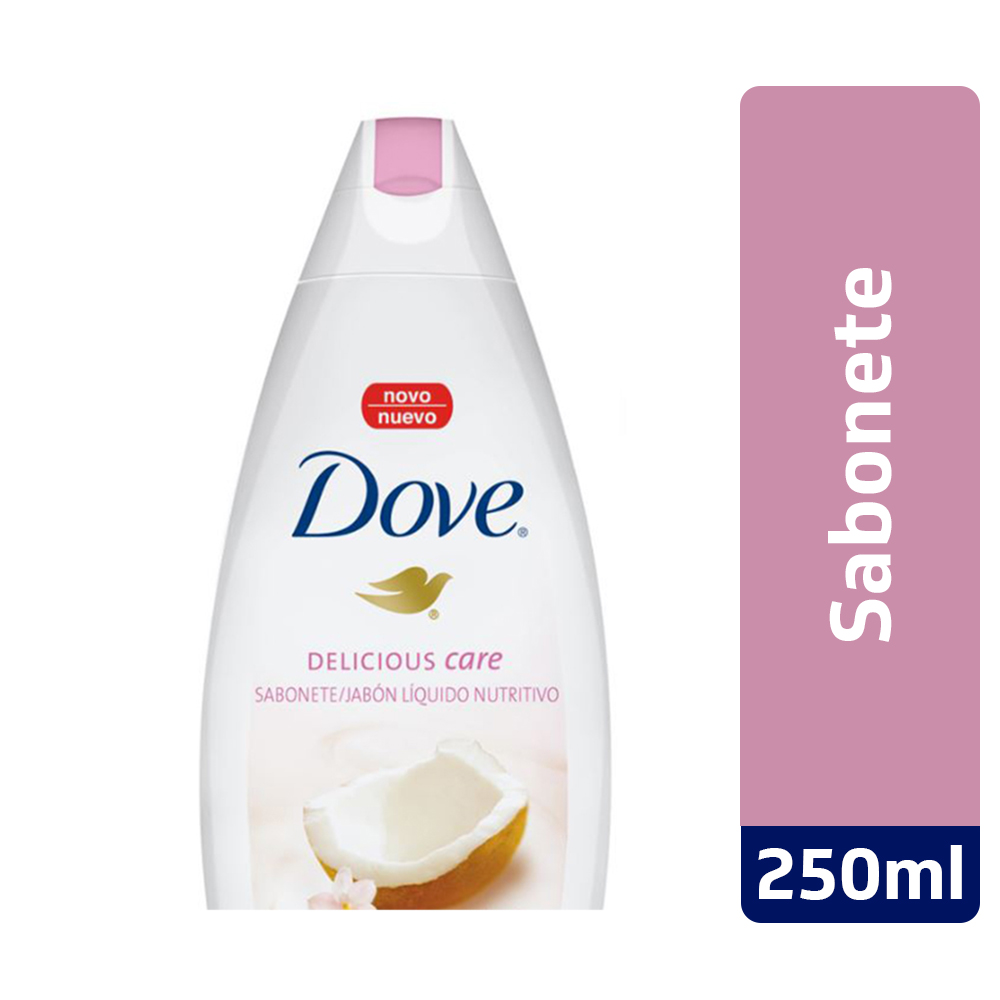 novo
nuevo
Dove®
®
DELICIOUS care
SABONETE/JABÓN LÍQUIDO NUTRITIVO
Sabonete
250ml